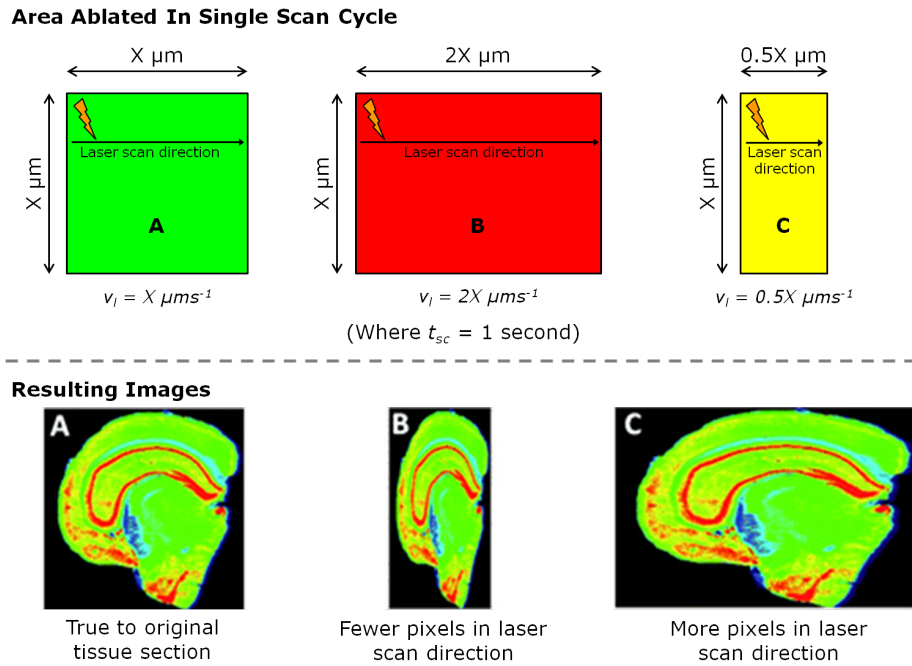 Area Ablated In Single Scan Cycle
X µm
2X µm
0.5X µm
X µm
Laser scan direction
A
X µm
Laser scan direction
B
X µm
Laser scan
direction
C
v_l = X µms⁻¹
v_l = 2X µms⁻¹
v_l = 0.5X µms⁻¹
(Where t_sc = 1 second)
Resulting Images
A
B
C
True to original
tissue section
Fewer pixels in laser
scan direction
More pixels in laser
scan direction